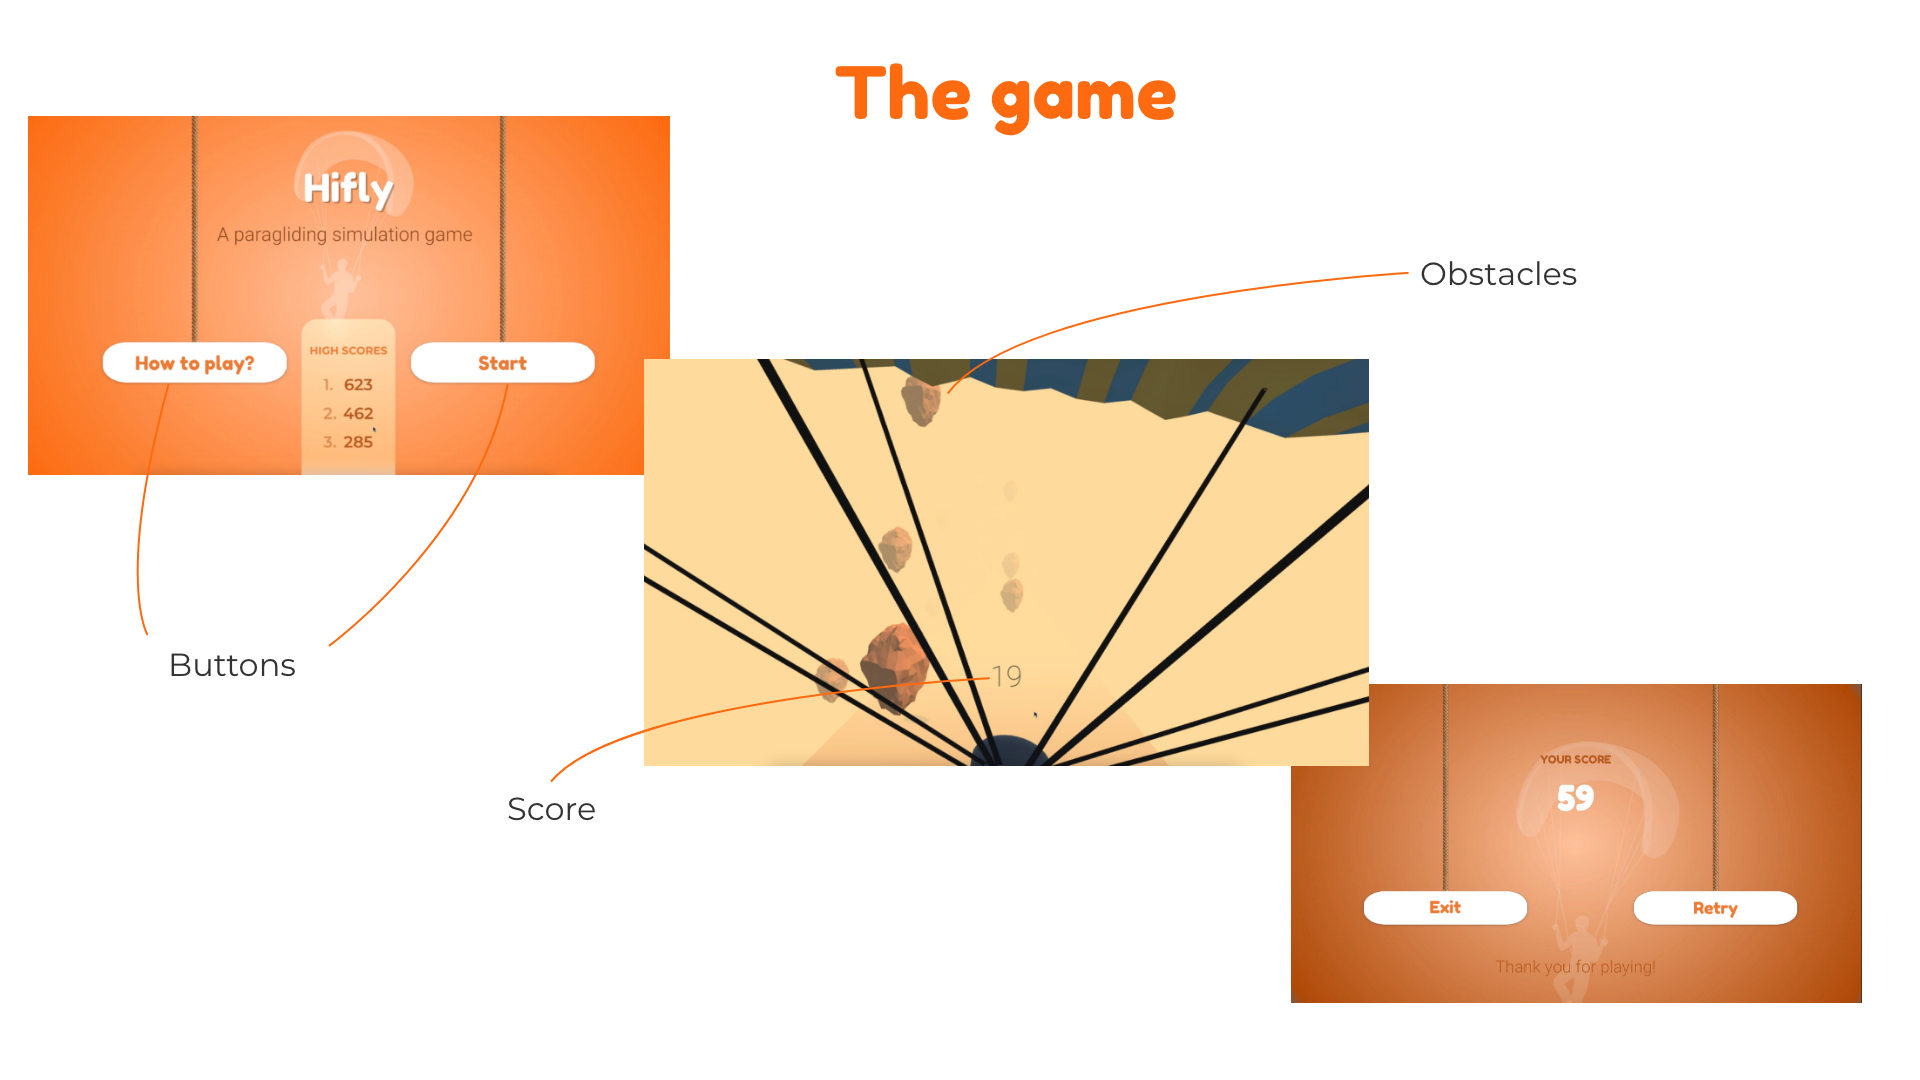 The game
Hifly
A paragliding simulation game
How to play?
HIGH SCORES
1. 623
2. 462
3. 285
Start
Obstacles
Buttons
19
Score
YOUR SCORE
59
Exit
Retry
Thank you for playing!